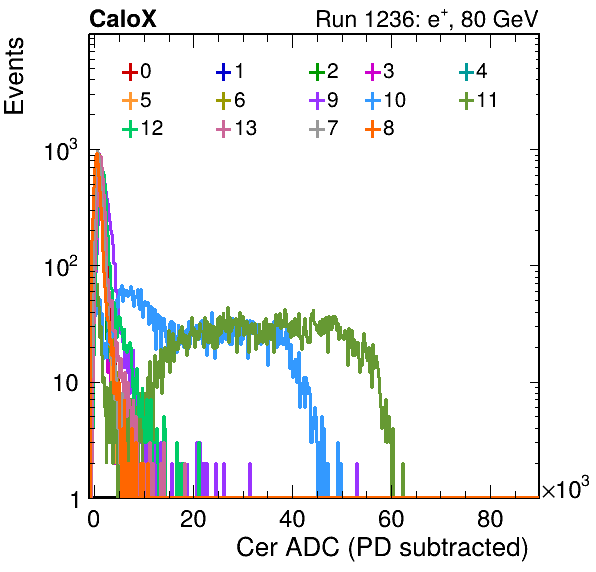 CaloX Run 1236: e⁺, 80 GeV
Events
0 1 2 3 4
5 6 9 10 11
12 13 7 8
10³
10²
10
1
0 20 40 60 80 ×10³
Cer ADC (PD subtracted)